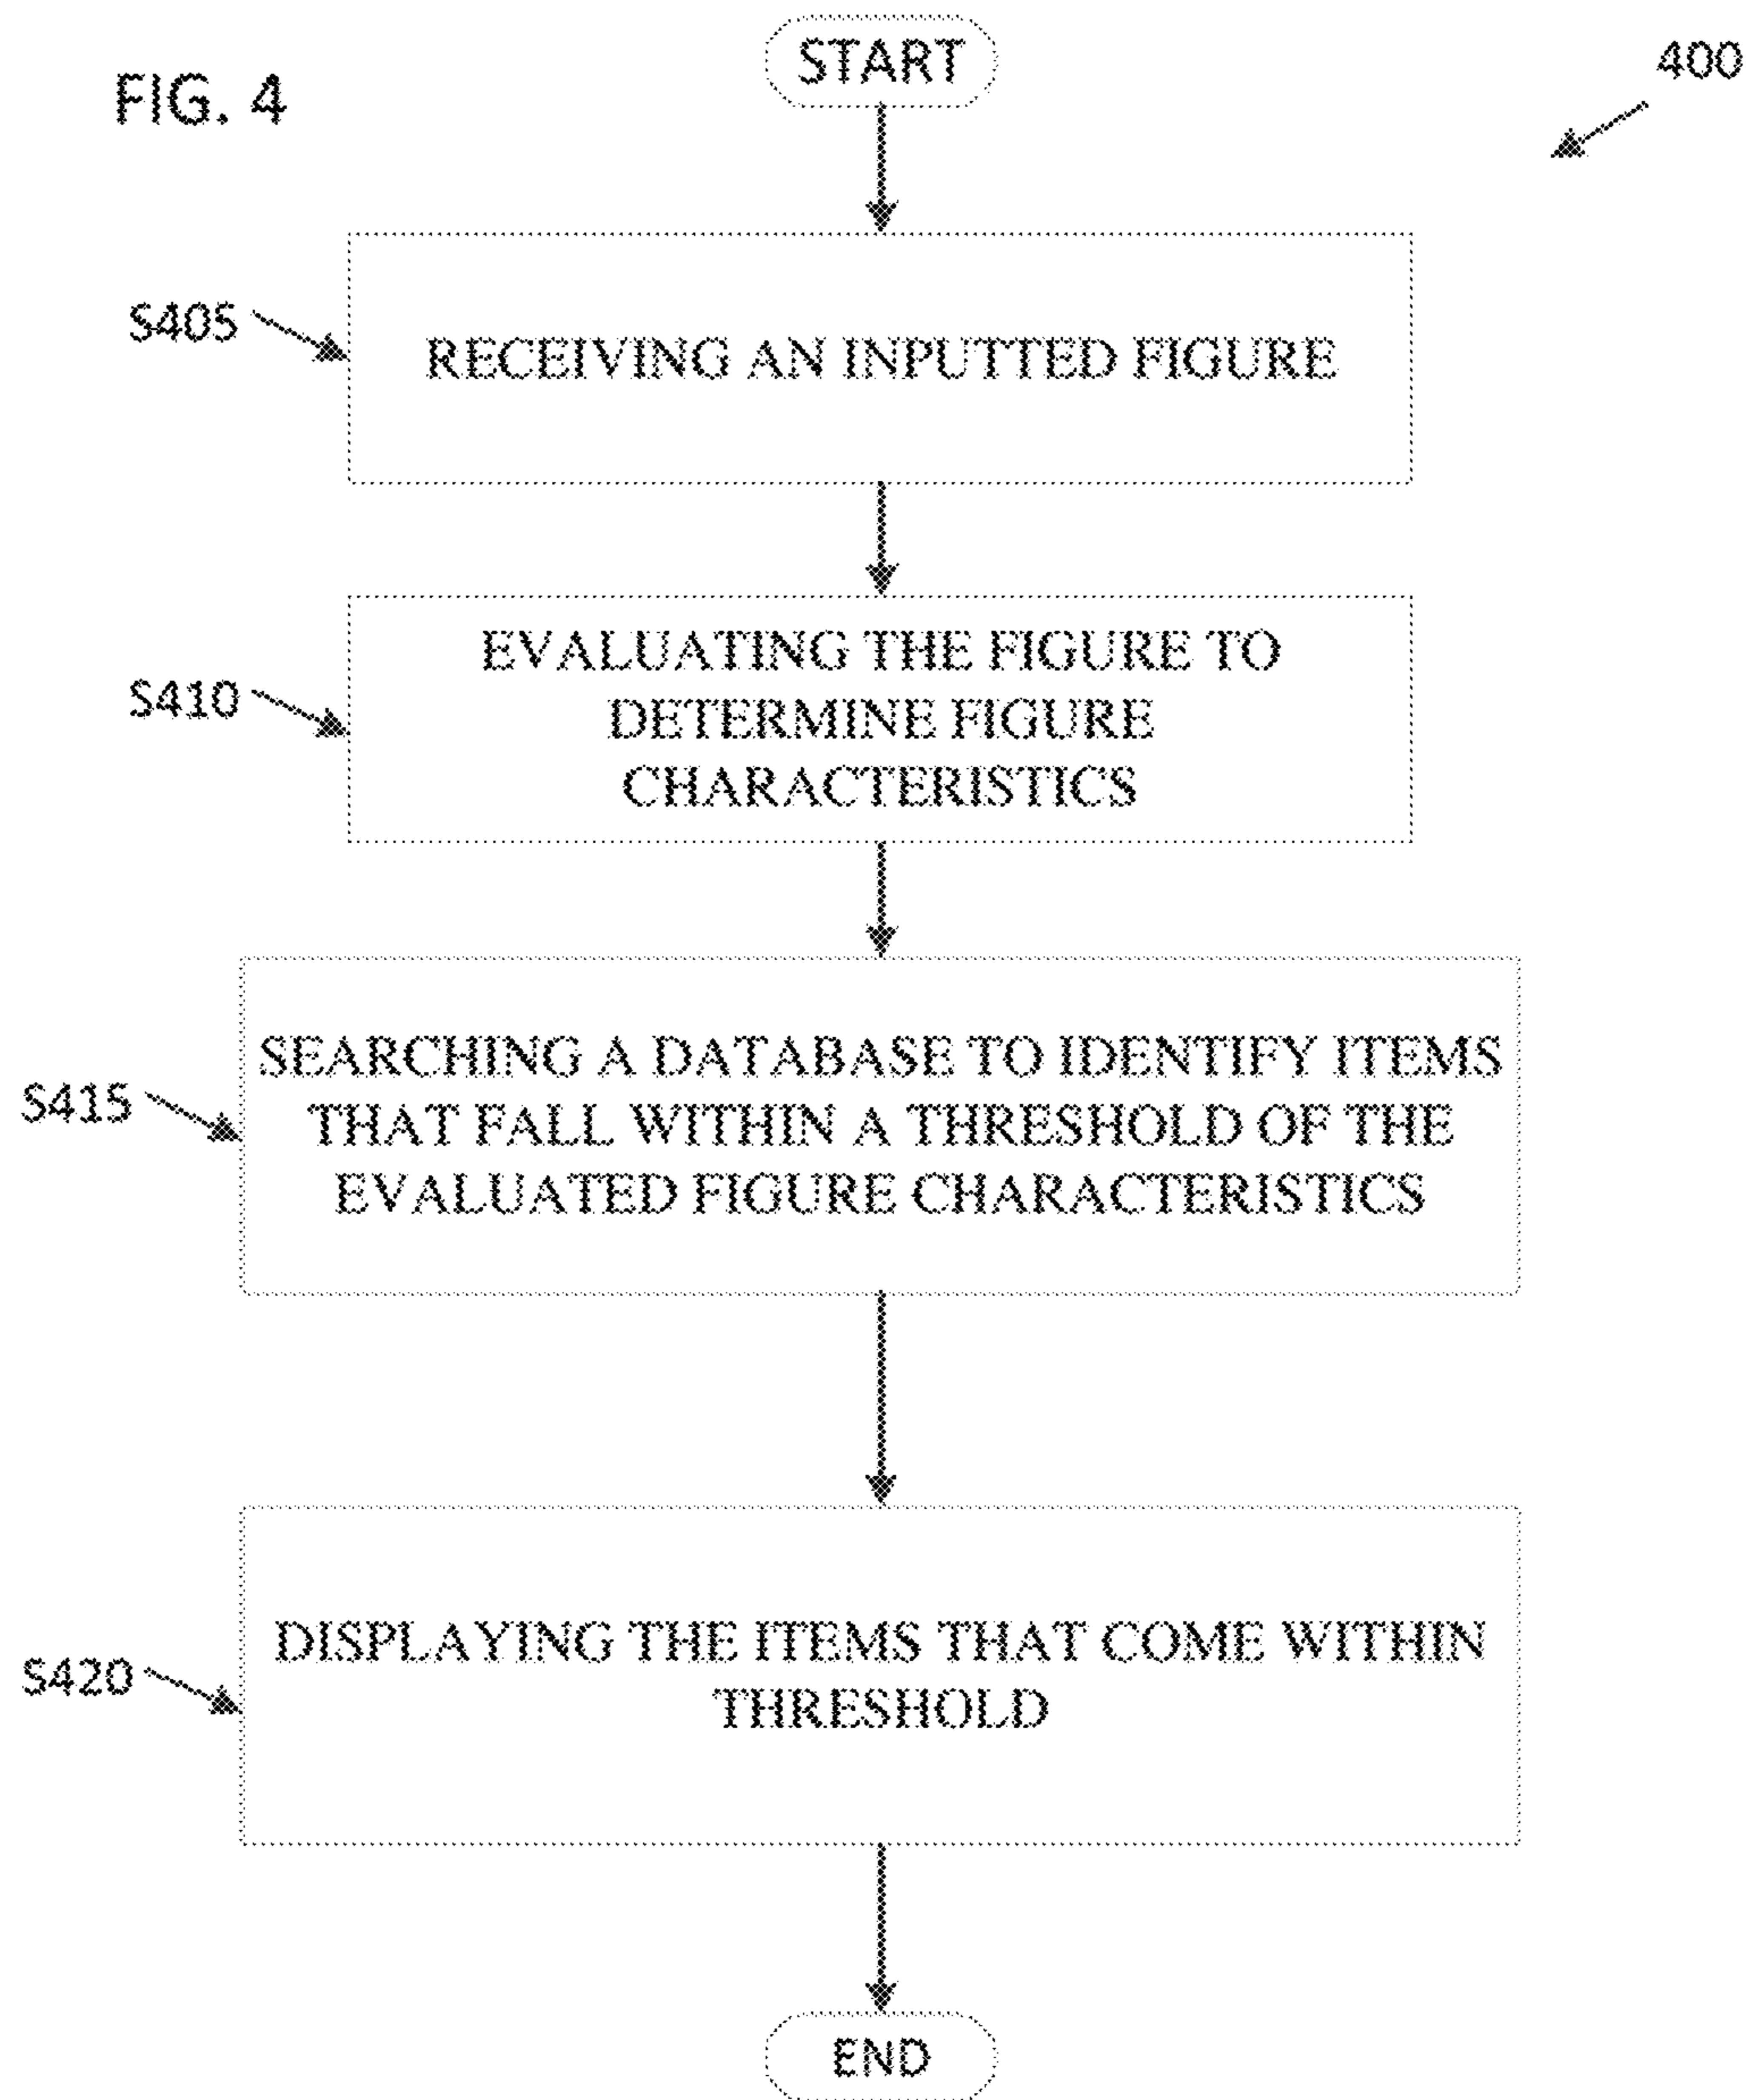 START
400
FIG. 4
S405
RECEIVING AN INPUTTED FIGURE
EVALUATING THE FIGURE TO
S410
DETERMINE FIGURE
CHARACTERISTICS
SEARCHING A DATABASE TO IDENTIFY ITEMS
S415
THAT FALL WITHIN A THRESHOLD OF THE
EVALUATED FIGURE CHARACTERISTICS
DISPLAYING THE ITEMS THAT COME WITHIN
S420
THRESHOLD
END